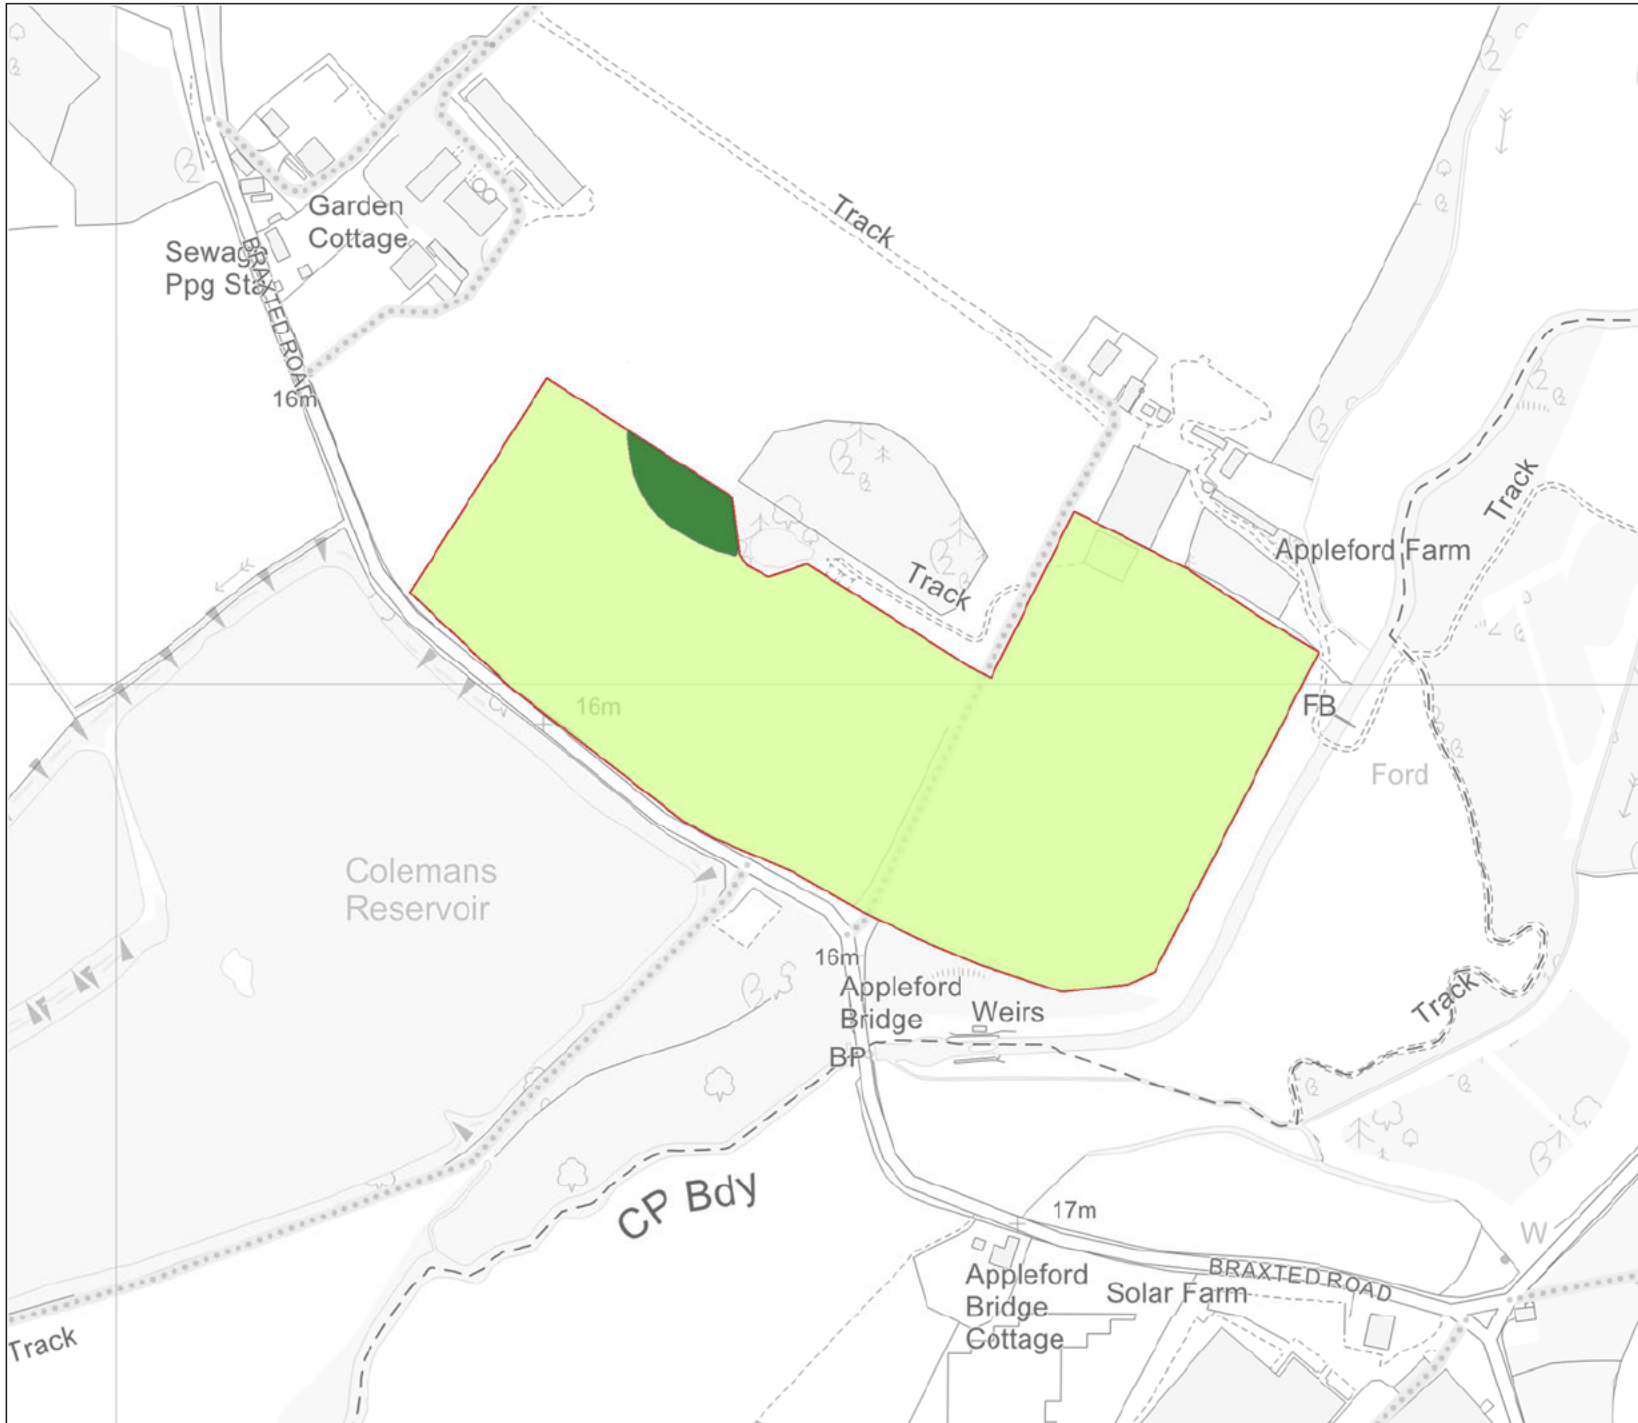 Garden
Cottage
Sewage
Ppg Sta
BRAXTED ROAD
16m
Track
Track
Track
Appleford Farm
FB
Ford
16m
Colemans
Reservoir
16m
Appleford
Bridge
Weirs
BP
Track
CP Bdy
17m
W
BRAXTED ROAD
Appleford
Bridge
Cottage
Solar Farm
Track